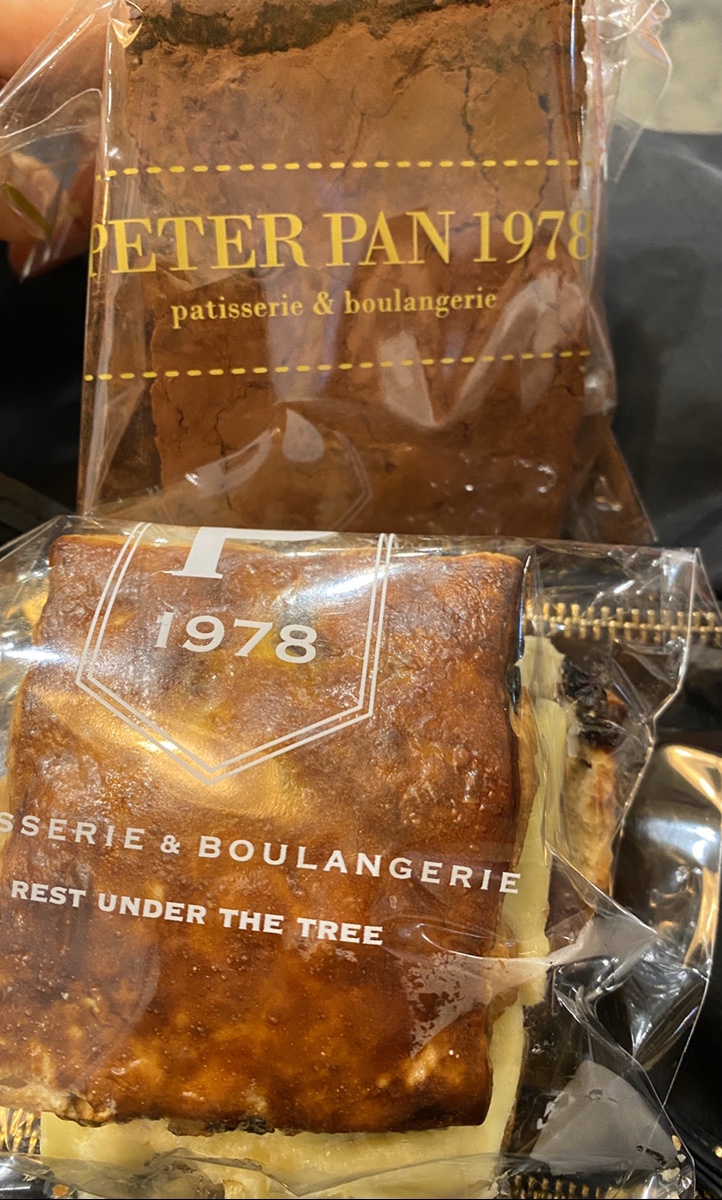 PETER PAN 1978
patisserie & boulangerie
P
1978
SSERIE & BOULANGERIE
REST UNDER THE TREE